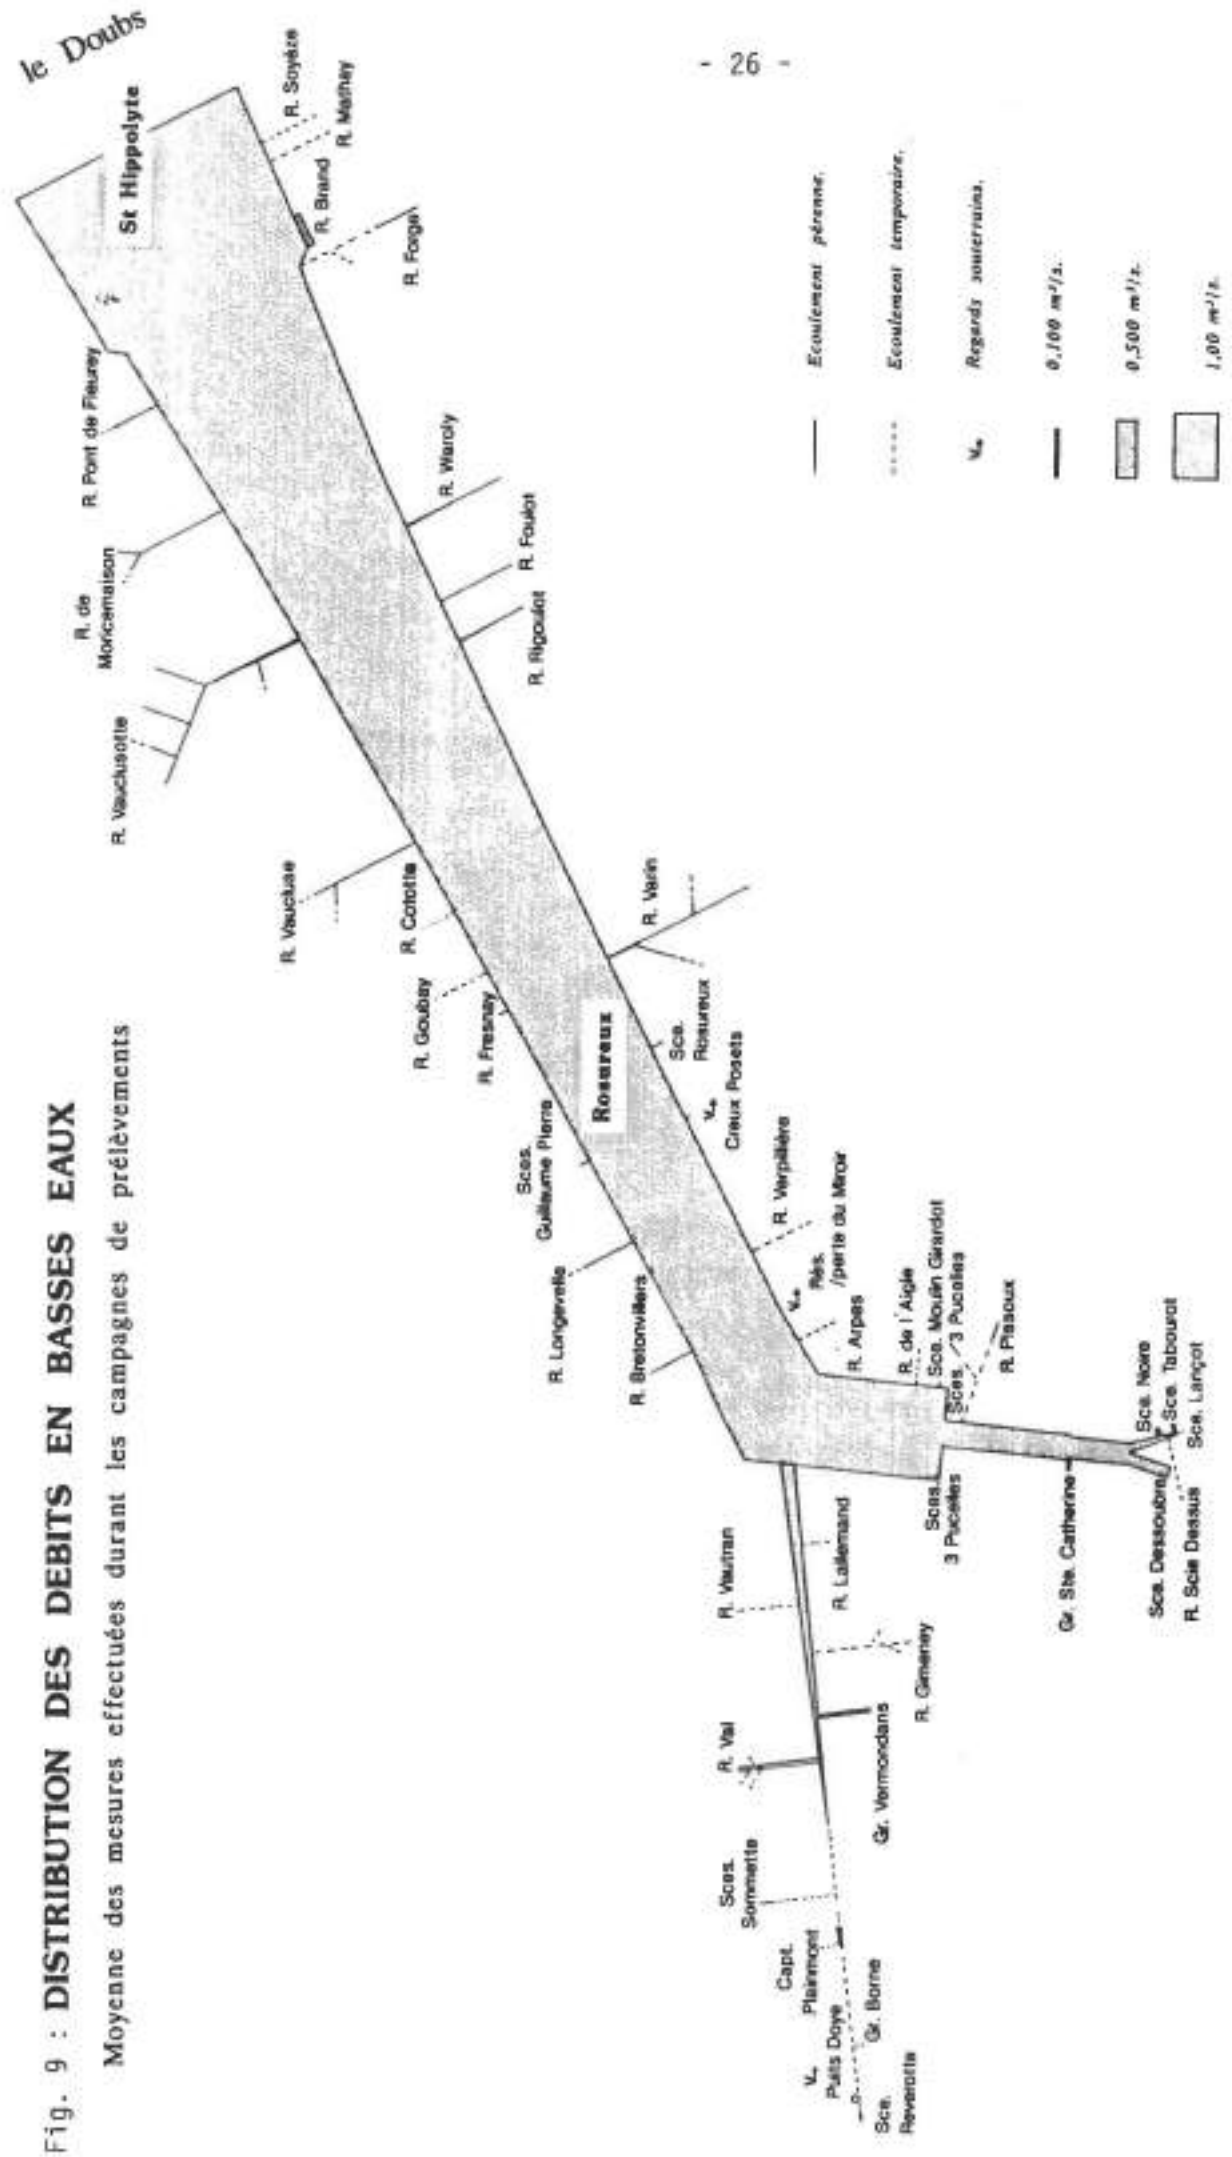 - 26 -
Fig. 9 : DISTRIBUTION DES DEBITS EN BASSES EAUX
Moyenne des mesures effectuées durant les campagnes de prélèvements
le Doubs
St Hippolyte
R. Soyèze
R. Mathay
R. Brand
R. Forge
R. Pont de Fleurey
R. de
Moricemaison
R. Vauclusotte
R. Waroly
R. Foulot
R. Rigoulot
R. Vaucluse
R. Cototte
R. Goubay
R. Fresnay
R. Varin
Sce.
Rosureux
Rosureux
Creux Posets
Sces.
Guillaume Pierre
R. Verpillière
R. Longevelle
R. Bretonvillers
Rés.
/perte du Miroir
R. Arpes
R. de l'Aigle
Sce. Moulin Girardot
Sces.
3 Pucelles
R. Pissoux
Sces.
3 Pucelles
Gr. Ste. Catherine
Sce. Noire
Sce. Tabourot
Sce. Lançot
Sce. Dessoubre
R. Scie Dessus
R. Vautran
R. Lallemand
R. Gimeney
R. Val
Gr. Vermondans
Sces.
Sommette
Capt.
Plainmont
Puits Doye
Gr. Borne
Sce.
Reverotte
Ecoulement pérenne.
Ecoulement temporaire.
Regards souterrains.
0,100 m³/s.
0,500 m³/s.
1,00 m³/s.